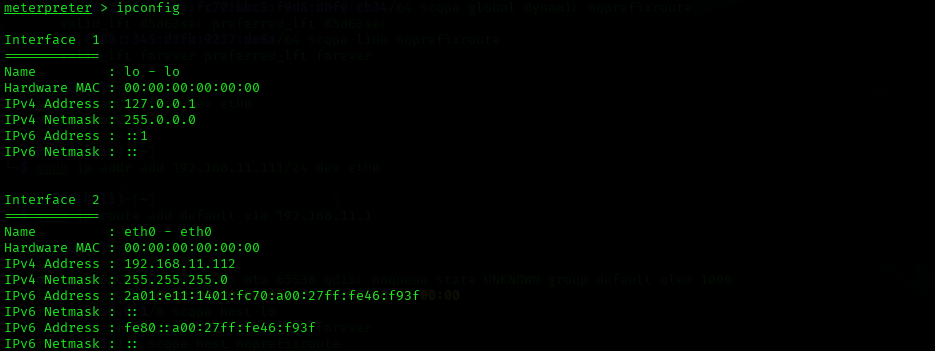 meterpreter > ipconfig
Interface  1
============
Name         : lo - lo
Hardware MAC : 00:00:00:00:00:00
IPv4 Address : 127.0.0.1
IPv4 Netmask : 255.0.0.0
IPv6 Address : ::1
IPv6 Netmask : ::
Interface  2
============
Name         : eth0 - eth0
Hardware MAC : 00:00:00:00:00:00
IPv4 Address : 192.168.11.112
IPv4 Netmask : 255.255.255.0
IPv6 Address : 2a01:e11:1401:fc70:a00:27ff:fe46:f93f
IPv6 Netmask : ::
IPv6 Address : fe80::a00:27ff:fe46:f93f
IPv6 Netmask : ::